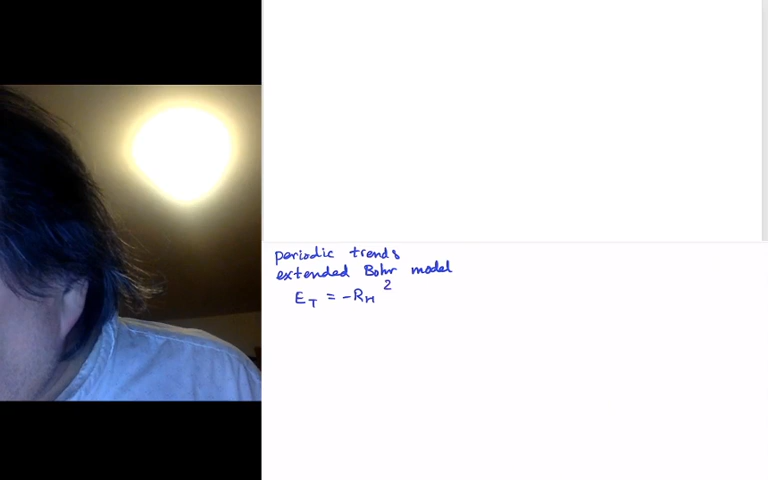 periodic trends
extended Bohr model
E_T = -R_H ^2